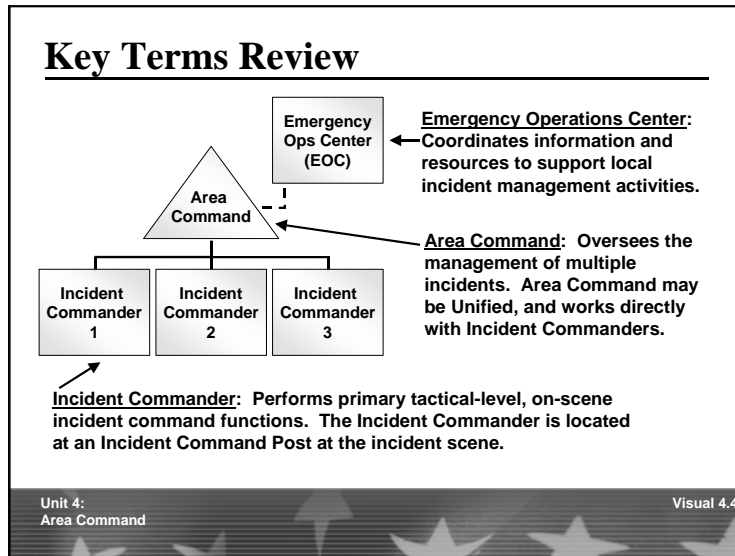 Key Terms Review
Emergency
Ops Center
(EOC)
Emergency Operations Center:
Coordinates information and
resources to support local
incident management activities.
Area
Command
Area Command: Oversees the
management of multiple
incidents. Area Command may
be Unified, and works directly
with Incident Commanders.
Incident
Commander
1
Incident
Commander
2
Incident
Commander
3
Incident Commander: Performs primary tactical-level, on-scene
incident command functions. The Incident Commander is located
at an Incident Command Post at the incident scene.
Unit 4:
Area Command
Visual 4.4